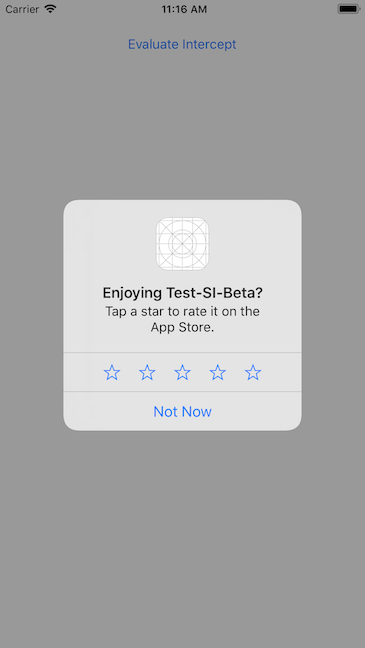 Carrier 11:16 AM
Evaluate Intercept
Enjoying Test-SI-Beta?
Tap a star to rate it on the
App Store.
Not Now